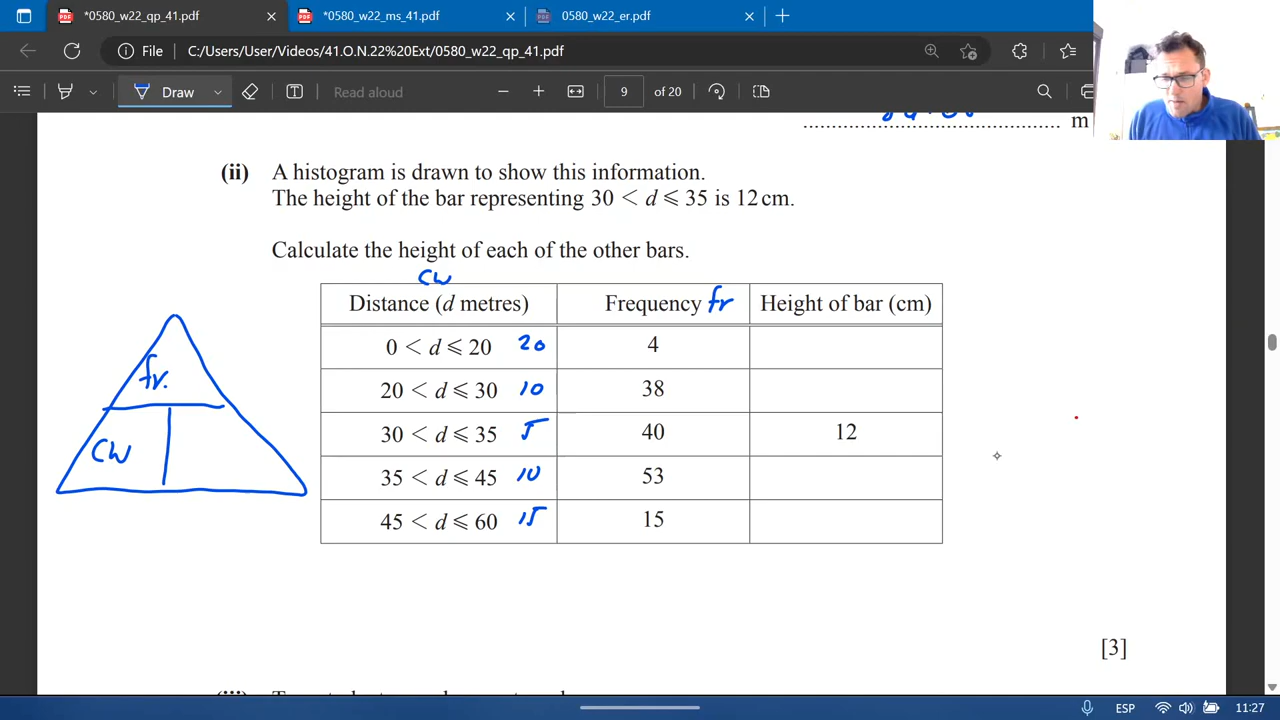 *0580_w22_qp_41.pdf
*0580_w22_ms_41.pdf
0580_w22_er.pdf
File
C:/Users/User/Videos/41.O.N.22%20Ext/0580_w22_qp_41.pdf
Draw
Read aloud
9 of 20
m
(ii) A histogram is drawn to show this information.
The height of the bar representing 30 < d ⩽ 35 is 12 cm.
Calculate the height of each of the other bars.
cw
Distance (d metres) Frequency fr Height of bar (cm)
0 < d ⩽ 20 20 4
20 < d ⩽ 30 10 38
30 < d ⩽ 35 5 40 12
35 < d ⩽ 45 10 53
45 < d ⩽ 60 15 15
fr.
CW
[3]
ESP
11:27